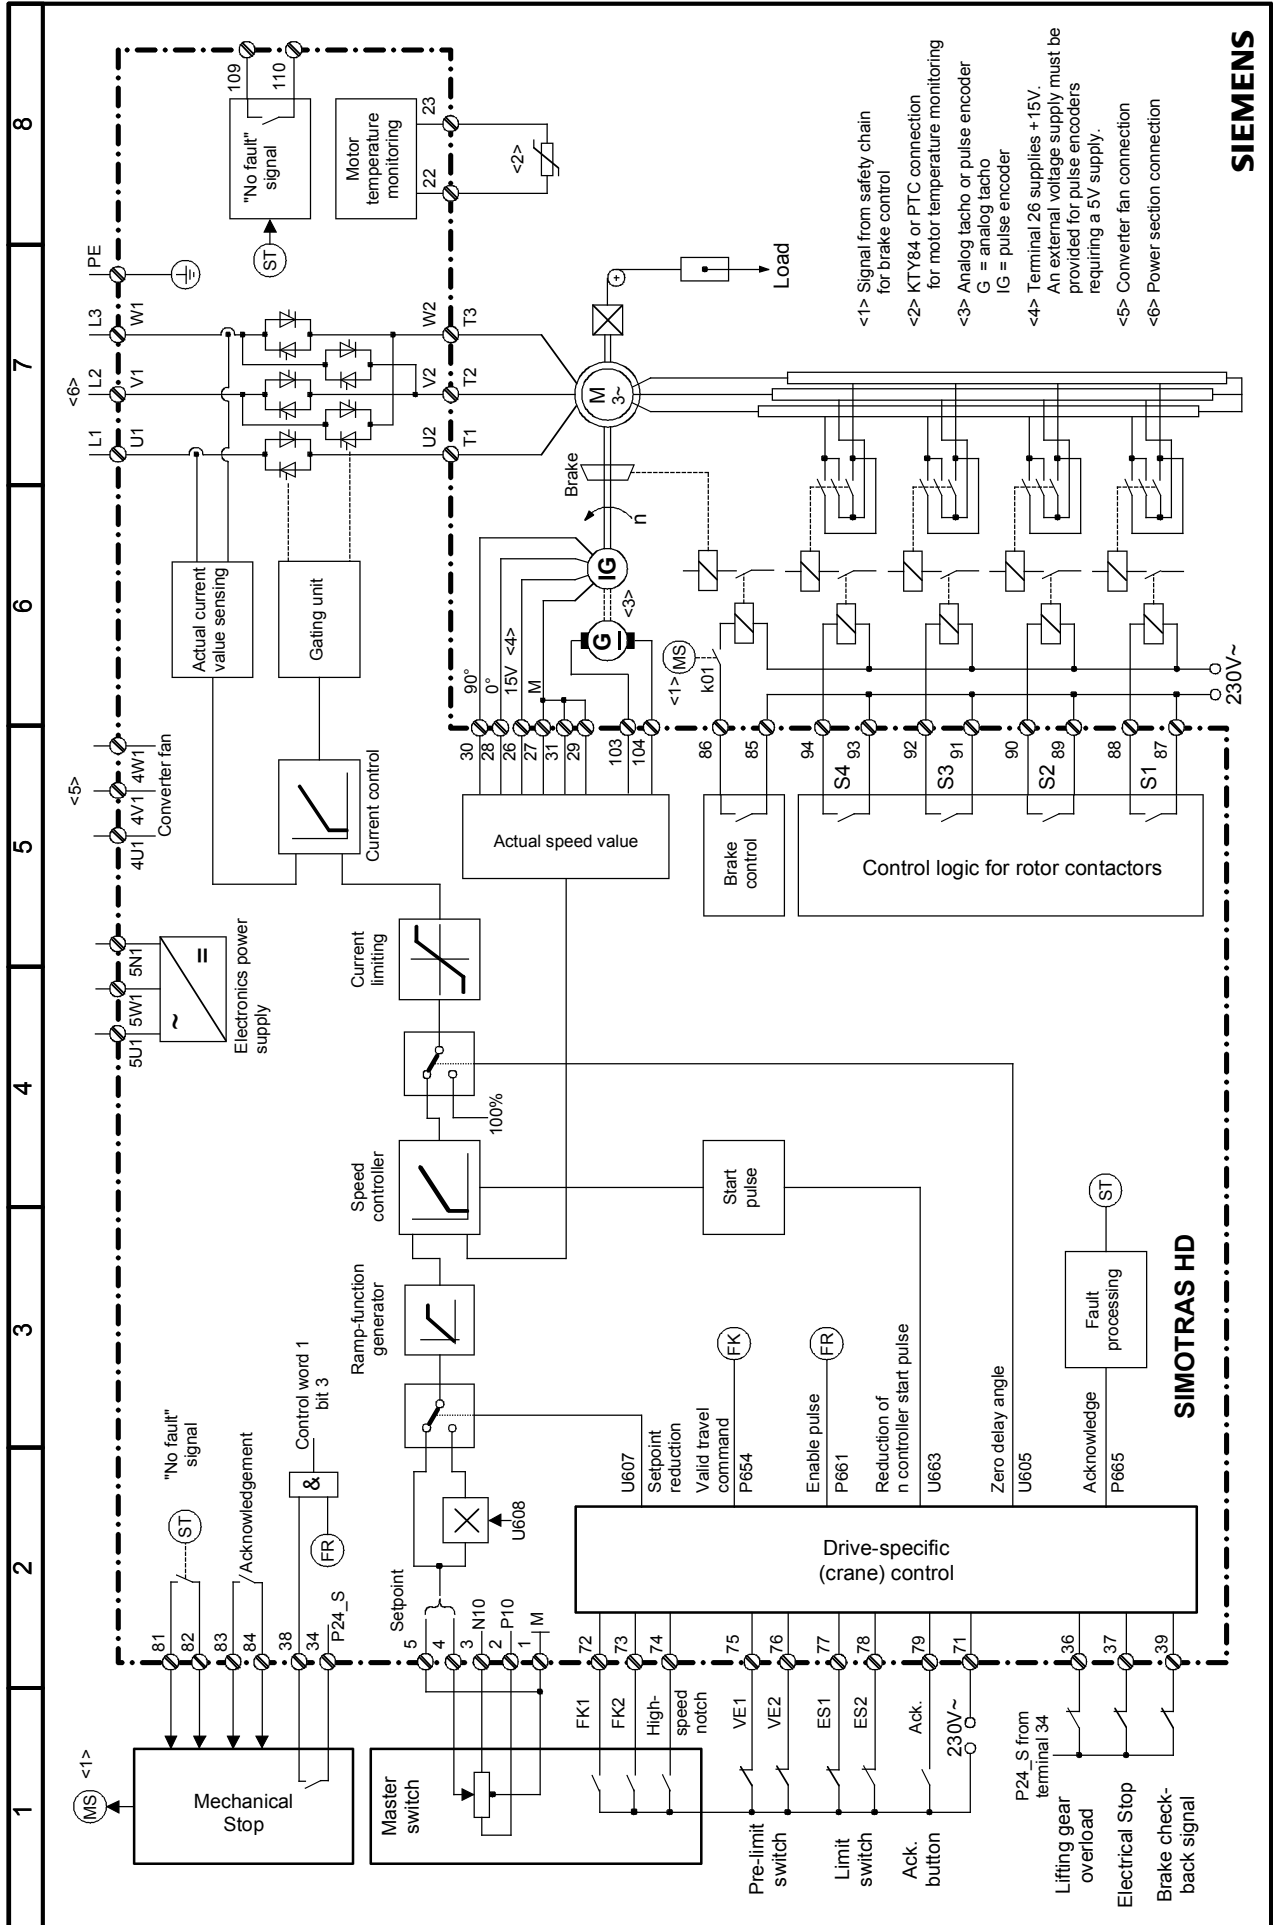 1
2
3
4
5
6
7
8
MS
<1>
Mechanical
Stop
81
82
83
84
38
34
P24_S
ST
"No fault"
signal
Acknowledgement
FR
&
Control word 1
bit 3
5U1
5W1
5N1
~
=
Electronics power
supply
<5>
4U1
4V1
4W1
Converter fan
<6>
L1
L2
L3
PE
U1
V1
W1
109
110
"No fault"
signal
ST
Motor
temperature
monitoring
22
23
<2>
Actual current
value sensing
Gating unit
Current control
U2
V2
W2
T1
T2
T3
Master
switch
Setpoint
5
4
3
2
1
N10
P10
M
U608
Ramp-function
generator
Speed
controller
100%
Current
limiting
Actual speed value
30
28
26
27
31
29
103
104
90°
0°
15V
<4>
M
IG
G
<3>
n
Brake
M
3~
+
Load
FK1
FK2
High-
speed
notch
72
73
74
VE1
VE2
75
76
Pre-limit
switch
ES1
ES2
77
78
Limit
switch
Ack.
79
71
230V~
Ack.
button
P24_S from
terminal 34
36
37
39
Lifting gear
overload
Electrical Stop
Brake check-
back signal
Drive-specific
(crane) control
U607
Setpoint
reduction
Valid travel
command
P654
FK
Enable pulse
P661
FR
Reduction of
n controller start pulse
U663
Start
pulse
Zero delay angle
U605
Acknowledge
P665
Fault
processing
ST
SIMOTRAS HD
Brake
control
86
85
<1>
MS
k01
Control logic for rotor contactors
S4
S3
S2
S1
94
93
92
91
90
89
88
87
230V~
<1> Signal from safety chain
for brake control
<2> KTY84 or PTC connection
for motor temperature monitoring
<3> Analog tacho or pulse encoder
G = analog tacho
IG = pulse encoder
<4> Terminal 26 supplies +15V.
An external voltage supply must be
provided for pulse encoders
requiring a 5V supply.
<5> Converter fan connection
<6> Power section connection
SIEMENS